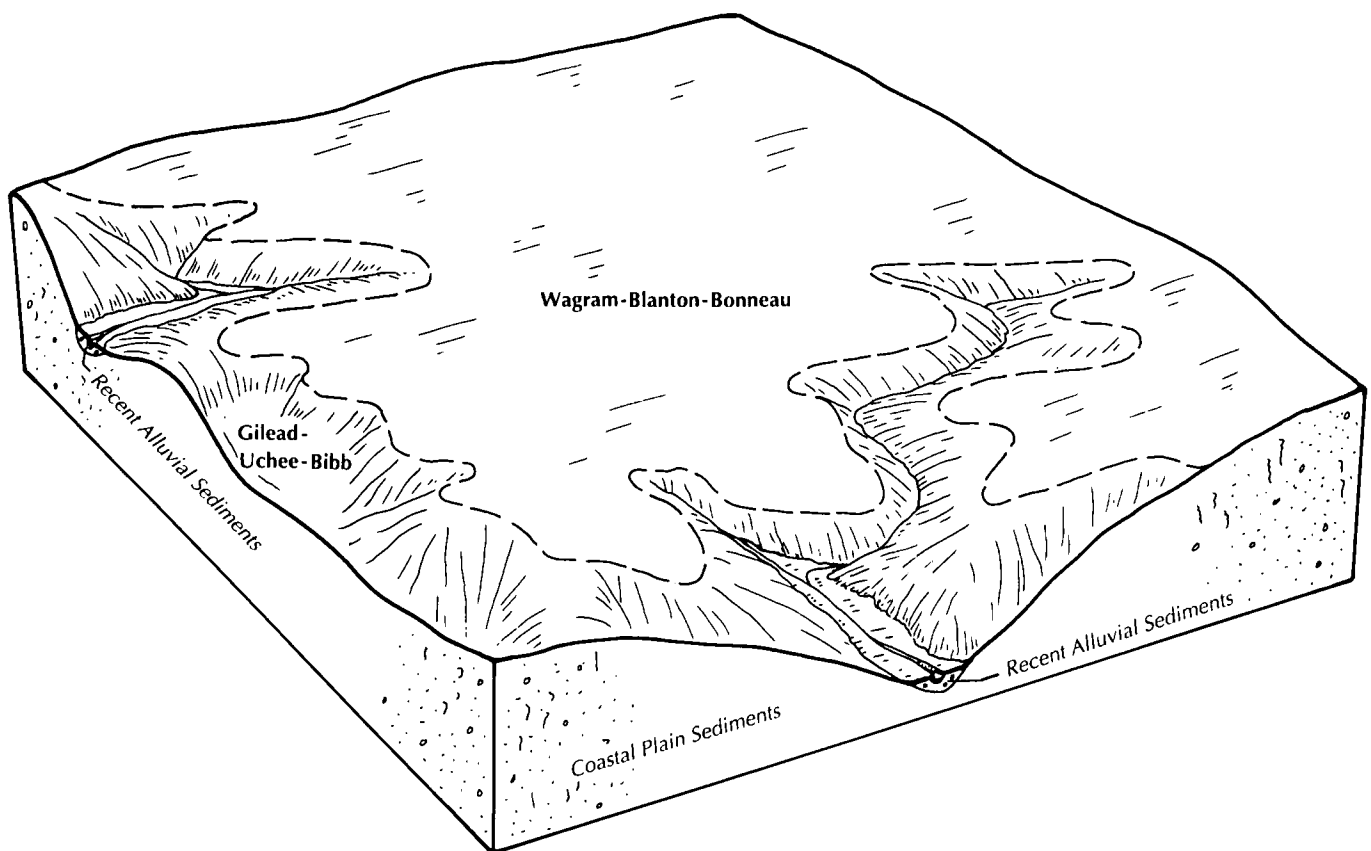 Wagram-Blanton-Bonneau
Recent Alluvial Sediments
Gilead-
Uchee-Bibb
Recent Alluvial Sediments
Coastal Plain Sediments